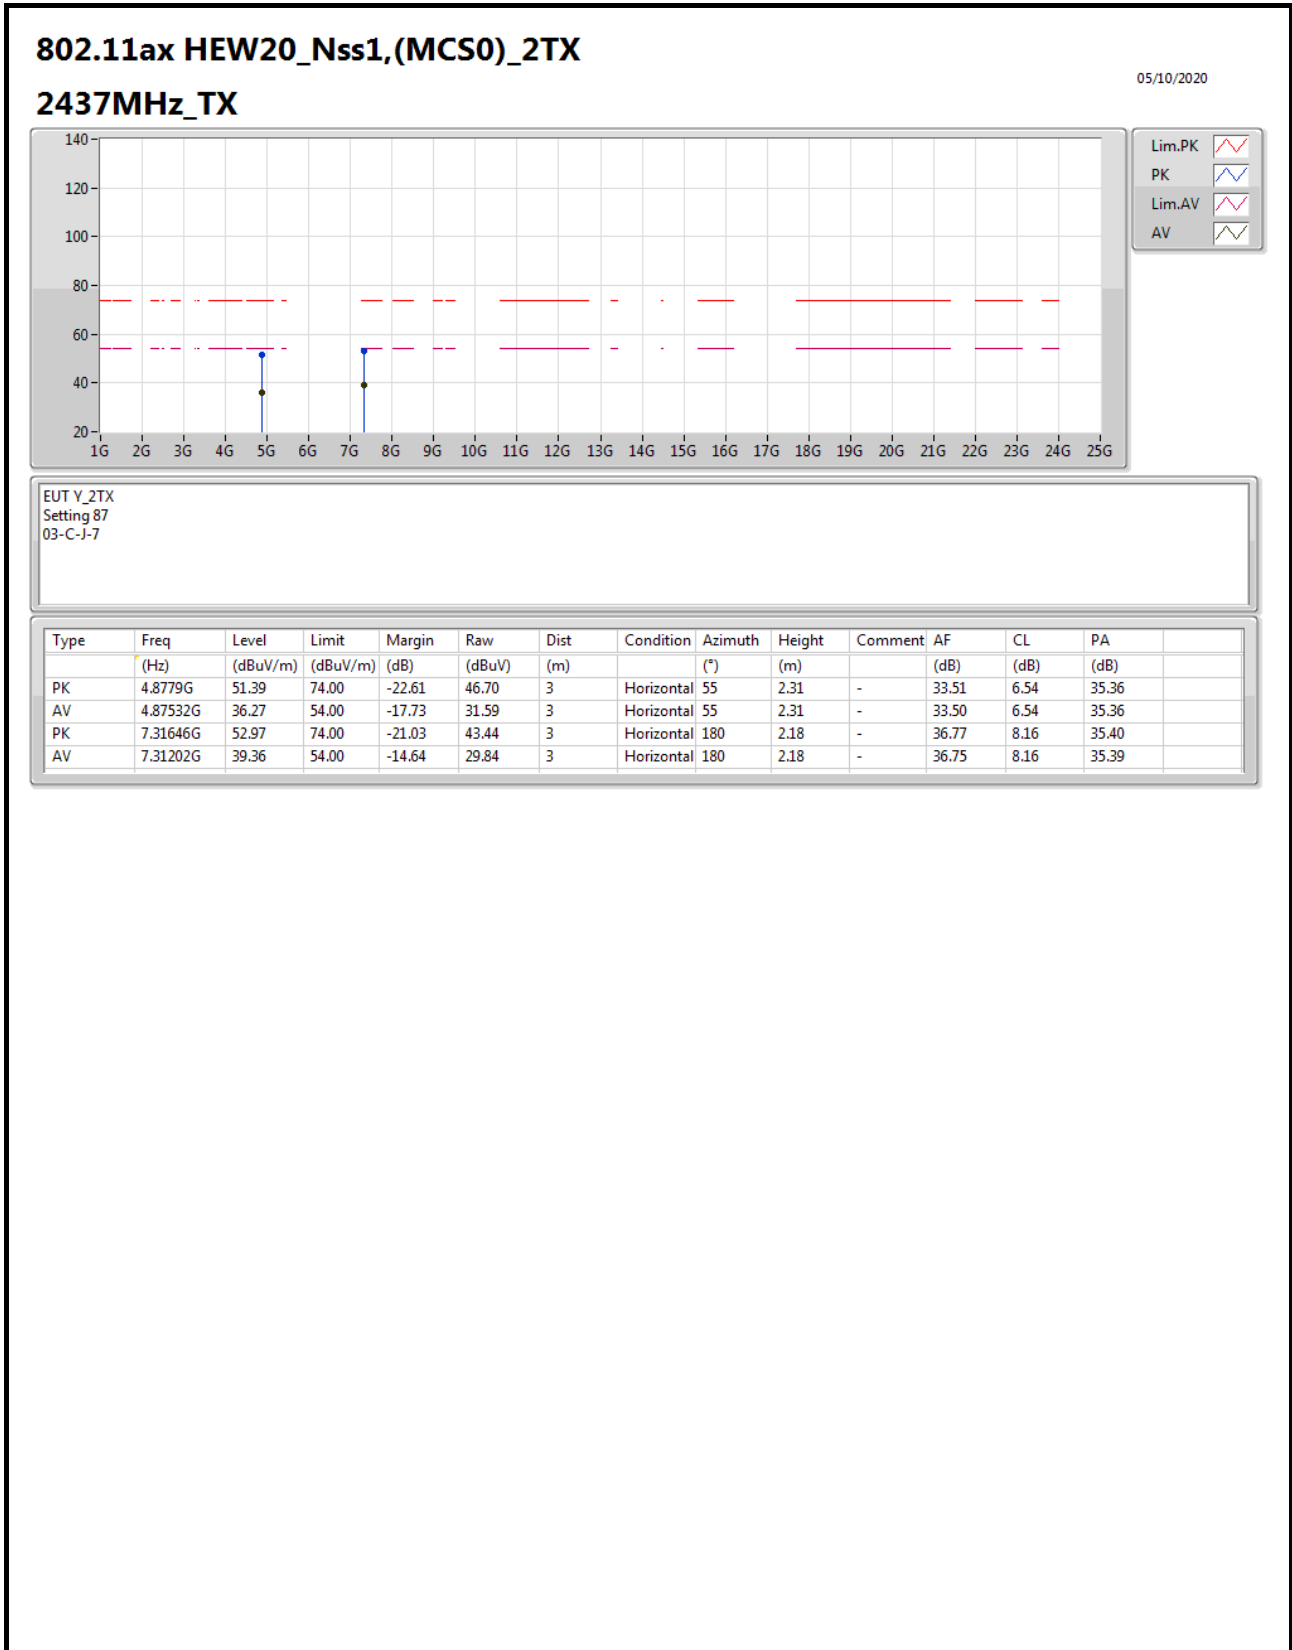 802.11ax HEW20_Nss1,(MCS0)_2TX
05/10/2020
2437MHz_TX
140
120
100
80
60
40
20
1G 2G 3G 4G 5G 6G 7G 8G 9G 10G 11G 12G 13G 14G 15G 16G 17G 18G 19G 20G 21G 22G 23G 24G 25G
Lim.PK
PK
Lim.AV
AV
EUT Y_2TX
Setting 87
03-C-J-7
Type Freq Level Limit Margin Raw Dist Condition Azimuth Height Comment AF CL PA
(Hz) (dBuV/m) (dBuV/m) (dB) (dBuV) (m) (°) (m) (dB) (dB) (dB)
PK 4.8779G 51.39 74.00 -22.61 46.70 3 Horizontal 55 2.31 - 33.51 6.54 35.36
AV 4.87532G 36.27 54.00 -17.73 31.59 3 Horizontal 55 2.31 - 33.50 6.54 35.36
PK 7.31646G 52.97 74.00 -21.03 43.44 3 Horizontal 180 2.18 - 36.77 8.16 35.40
AV 7.31202G 39.36 54.00 -14.64 29.84 3 Horizontal 180 2.18 - 36.75 8.16 35.39